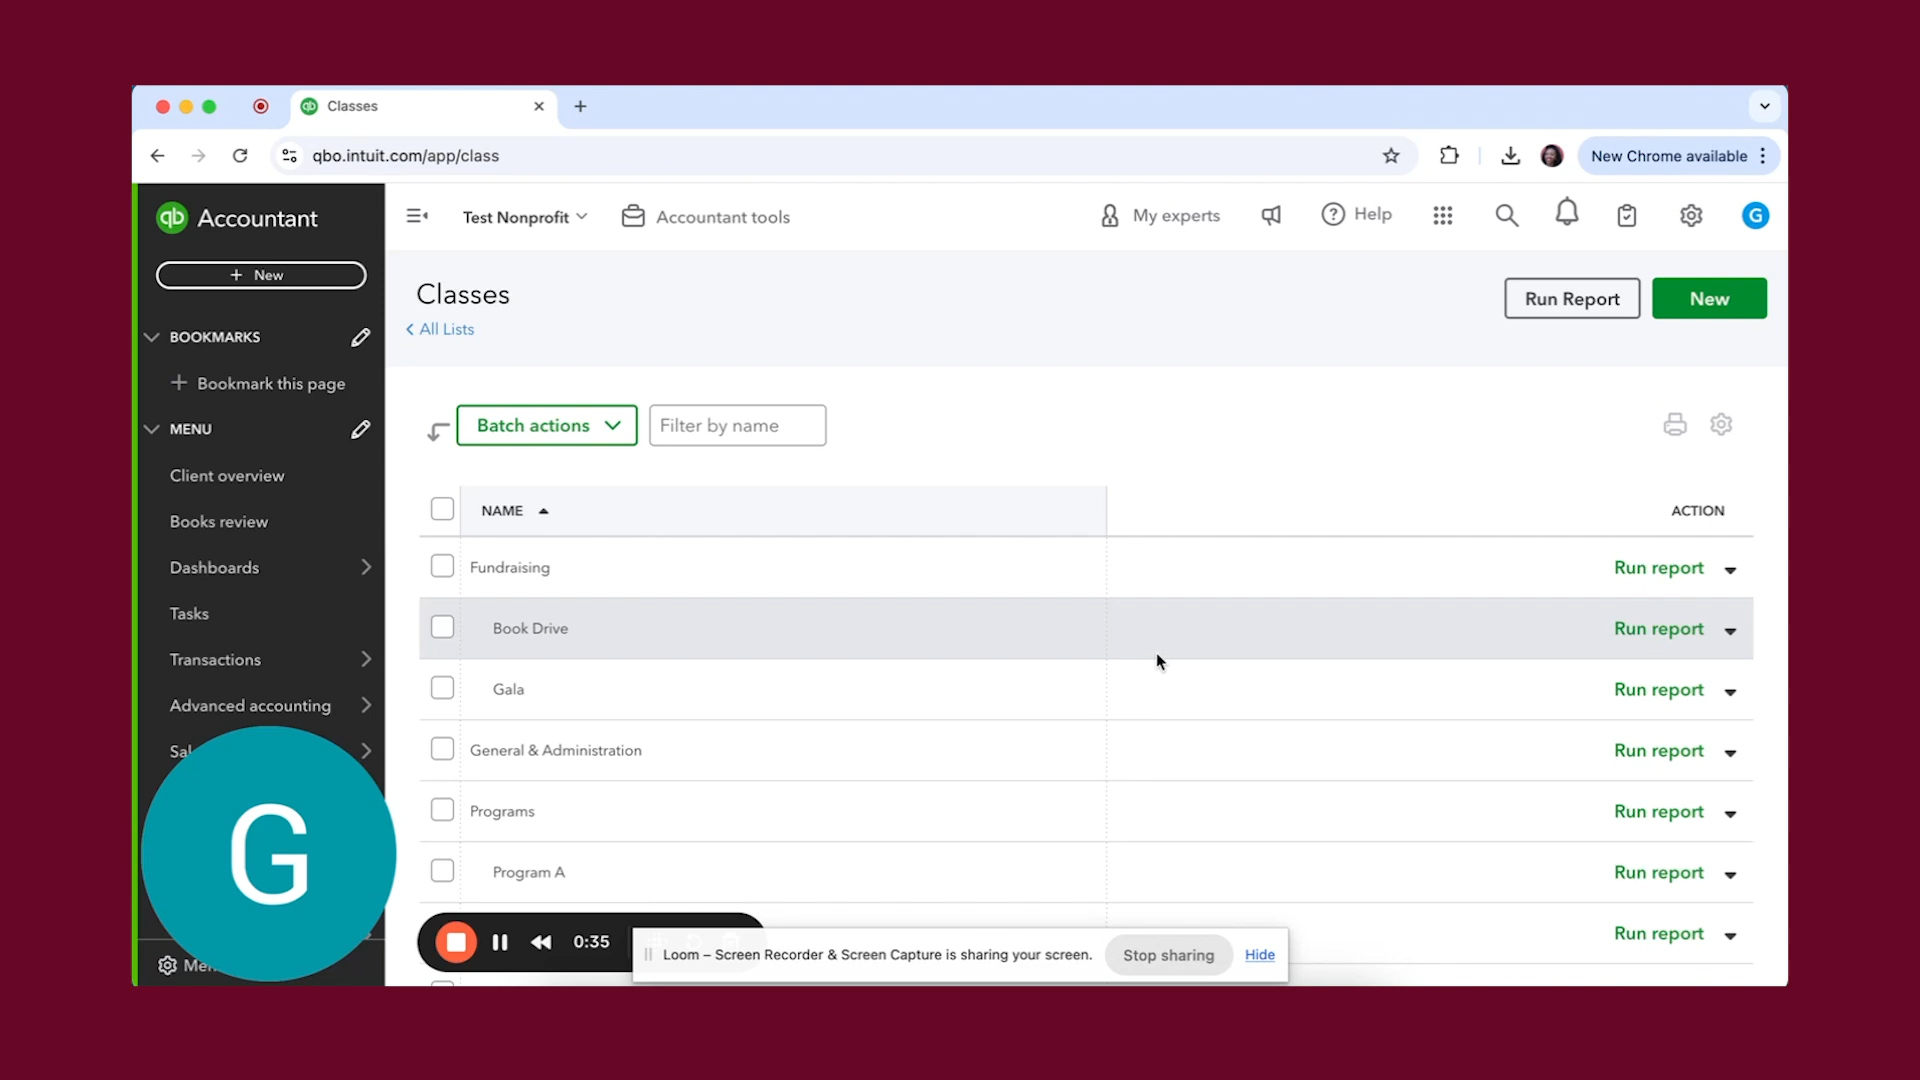 Classes
qbo.intuit.com/app/class
New Chrome available
qb Accountant
Test Nonprofit
Accountant tools
My experts
Help
G
+ New
Classes
All Lists
Run Report
New
BOOKMARKS
Bookmark this page
MENU
Client overview
Books review
Dashboards
Tasks
Transactions
Advanced accounting
Batch actions
Filter by name
NAME
ACTION
Fundraising
Run report
Book Drive
Run report
Gala
Run report
General & Administration
Run report
Programs
Run report
Program A
Run report
Run report
G
0:35
Loom – Screen Recorder & Screen Capture is sharing your screen.
Stop sharing
Hide